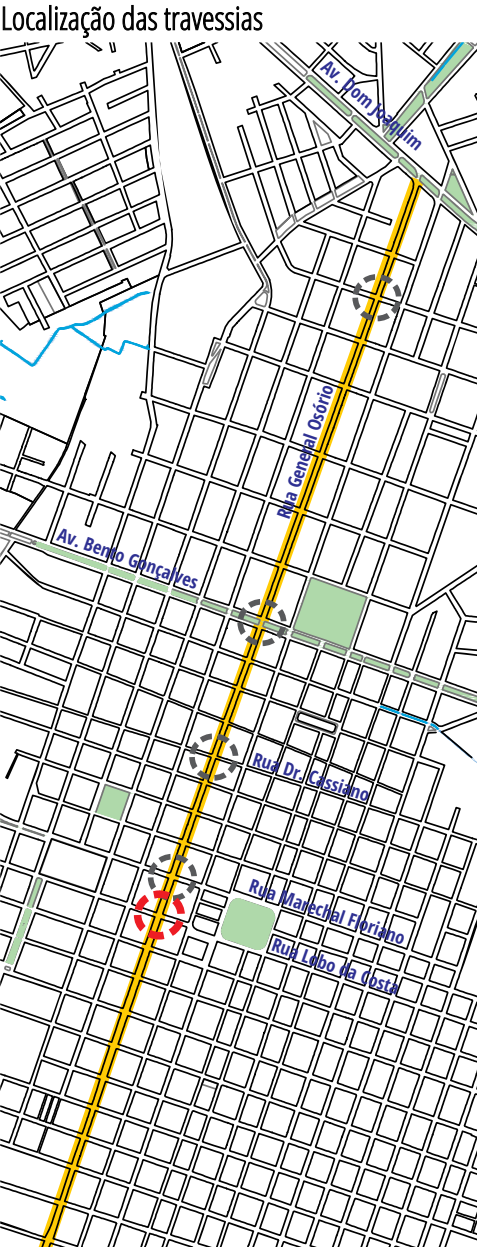 Localização das travessias
Av. Dom Joaquim
Rua General Osório
Av. Bento Gonçalves
Rua Dr. Cassiano
Rua Marechal Floriano
Rua Lobo da Costa